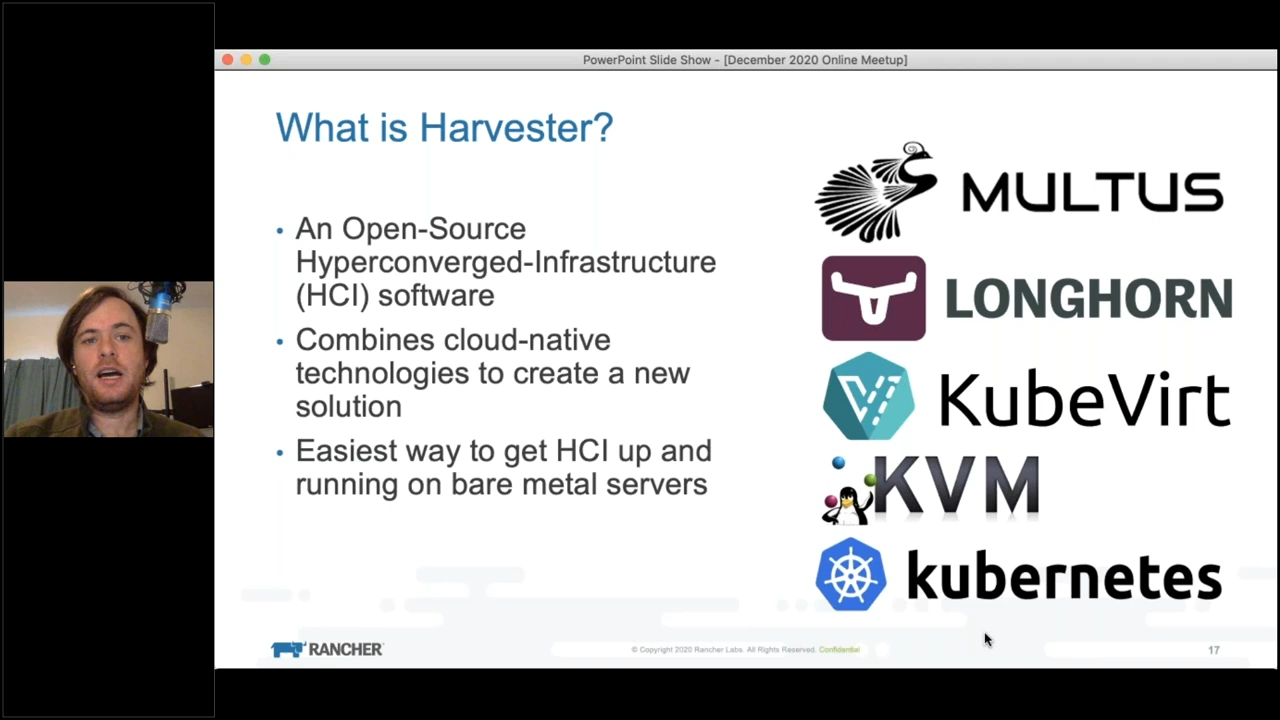 PowerPoint Slide Show - [December 2020 Online Meetup]
What is Harvester?
• An Open-Source
Hyperconverged-Infrastructure
(HCI) software
• Combines cloud-native
technologies to create a new
solution
• Easiest way to get HCI up and
running on bare metal servers
MULTUS
LONGHORN
KubeVirt
KVM
kubernetes
RANCHER
© Copyright 2020 Rancher Labs. All Rights Reserved. Confidential
17